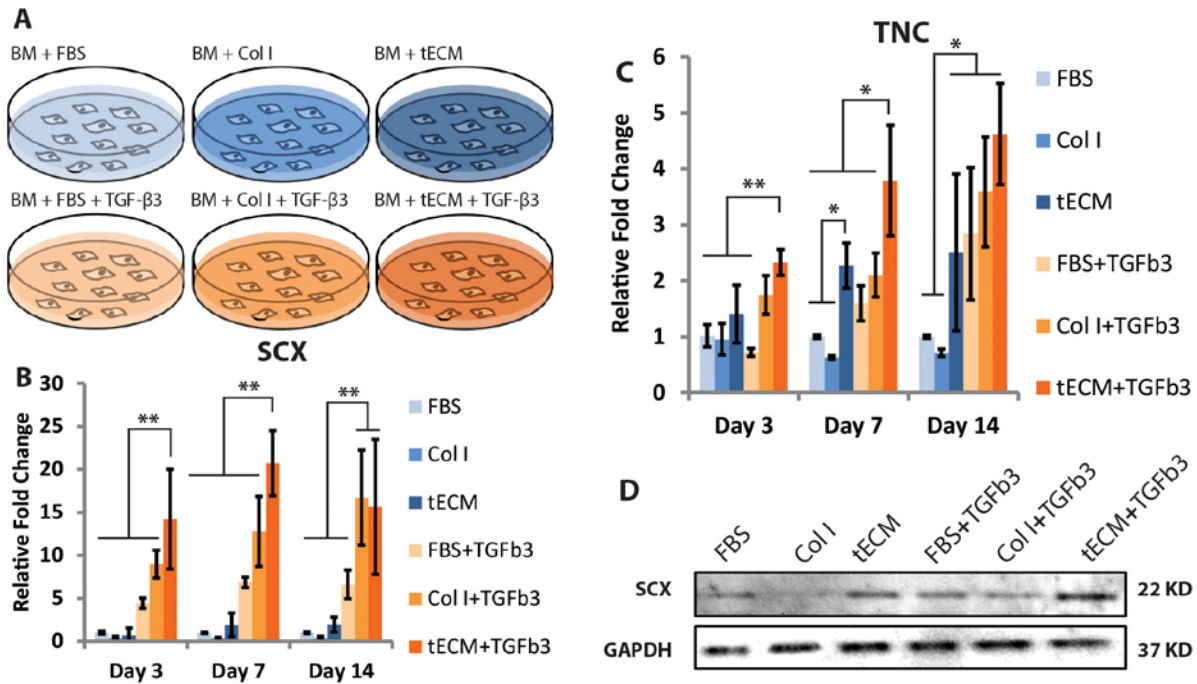 A
BM + FBS
BM + Col I
BM + tECM
BM + FBS + TGF-β3
BM + Col I + TGF-β3
BM + tECM + TGF-β3
SCX
B
Relative Fold Change
30
25
20
15
10
5
0
**
**
**
Day 3
Day 7
Day 14
FBS
Col I
tECM
FBS+TGFb3
Col I+TGFb3
tECM+TGFb3
TNC
C
Relative Fold Change
6
5
4
3
2
1
0
**
*
*
*
Day 3
Day 7
Day 14
FBS
Col I
tECM
FBS+TGFb3
Col I+TGFb3
tECM+TGFb3
D
FBS
Col I
tECM
FBS+TGFb3
Col I+TGFb3
tECM+TGFb3
SCX
22 KD
GAPDH
37 KD